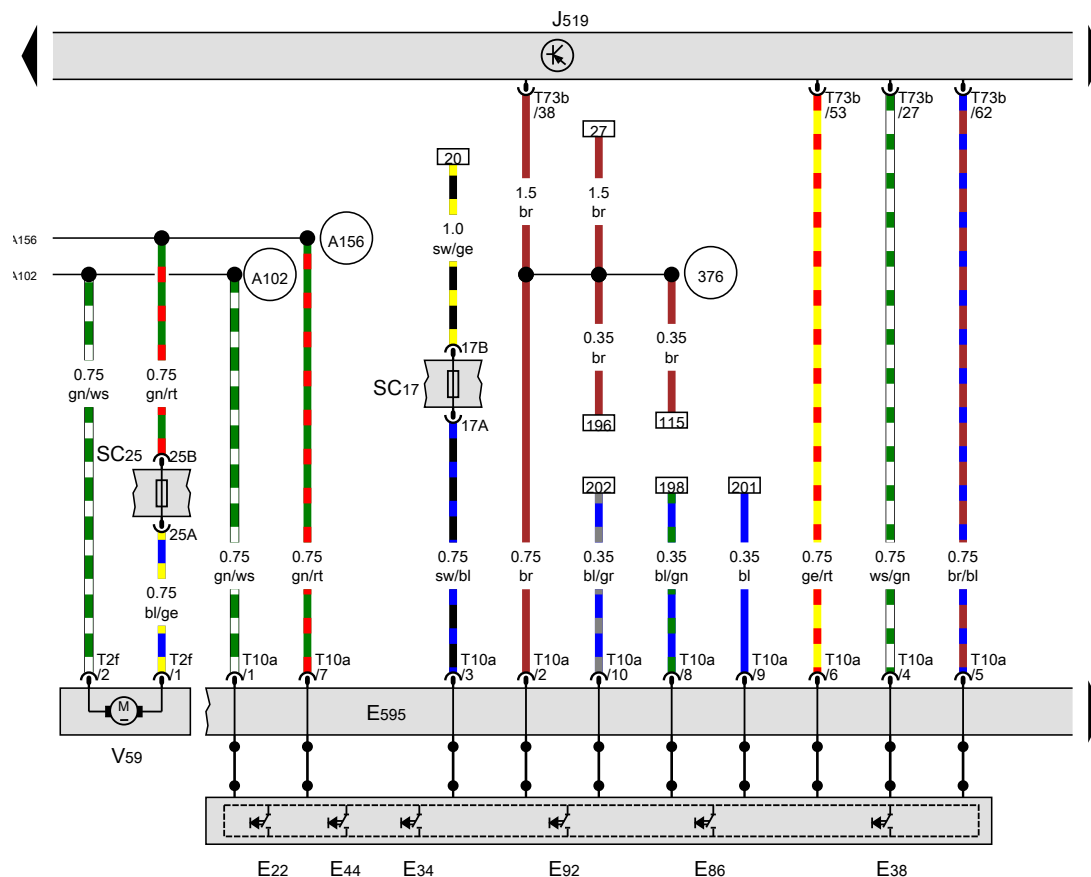 J519
T73b
/38
T73b
/53
T73b
/27
T73b
/62
27
20
1.5
br
1.5
br
1.0
sw/ge
A156
A156
A102
A102
376
0.35
br
0.35
br
17B
SC17
17A
0.75
gn/ws
0.75
gn/rt
196
115
SC25
25B
25A
202
198
201
0.75
gn/ws
0.75
gn/rt
0.75
sw/bl
0.75
br
0.35
bl/gr
0.35
bl/gn
0.35
bl
0.75
ge/rt
0.75
ws/gn
0.75
br/bl
0.75
bl/ge
T2f
/2
T2f
/1
T10a
/1
T10a
/7
T10a
/3
T10a
/2
T10a
/10
T10a
/8
T10a
/9
T10a
/6
T10a
/4
T10a
/5
M
E595
V59
E22
E44
E34
E92
E86
E38